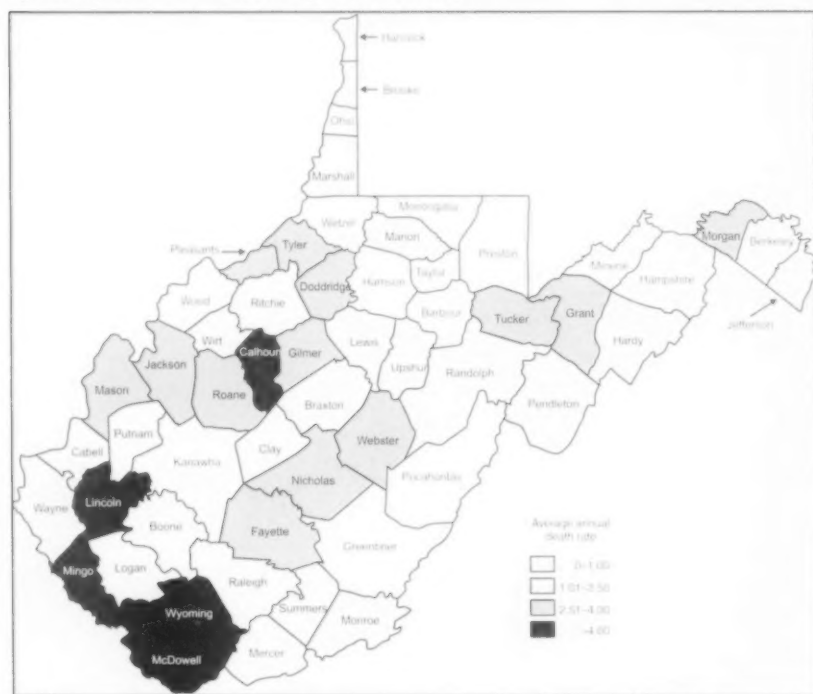 Hancock
Brooke
Ohio
Marshall
Wetzel
Monongalia
Marion
Preston
Morgan
Berkeley
Pleasants
Tyler
Mineral
Hampshire
Doddridge
Harrison
Taylor
Wood
Ritchie
Barbour
Tucker
Grant
Jefferson
Wirt
Calhoun
Gilmer
Lewis
Hardy
Jackson
Upshur
Randolph
Mason
Roane
Braxton
Pendleton
Putnam
Webster
Cabell
Kanawha
Clay
Pocahontas
Nicholas
Lincoln
Wayne
Boone
Fayette
Average annual
death rate
Greenbrier
Mingo
Logan
Raleigh
Wyoming
Summers
Monroe
McDowell
Mercer